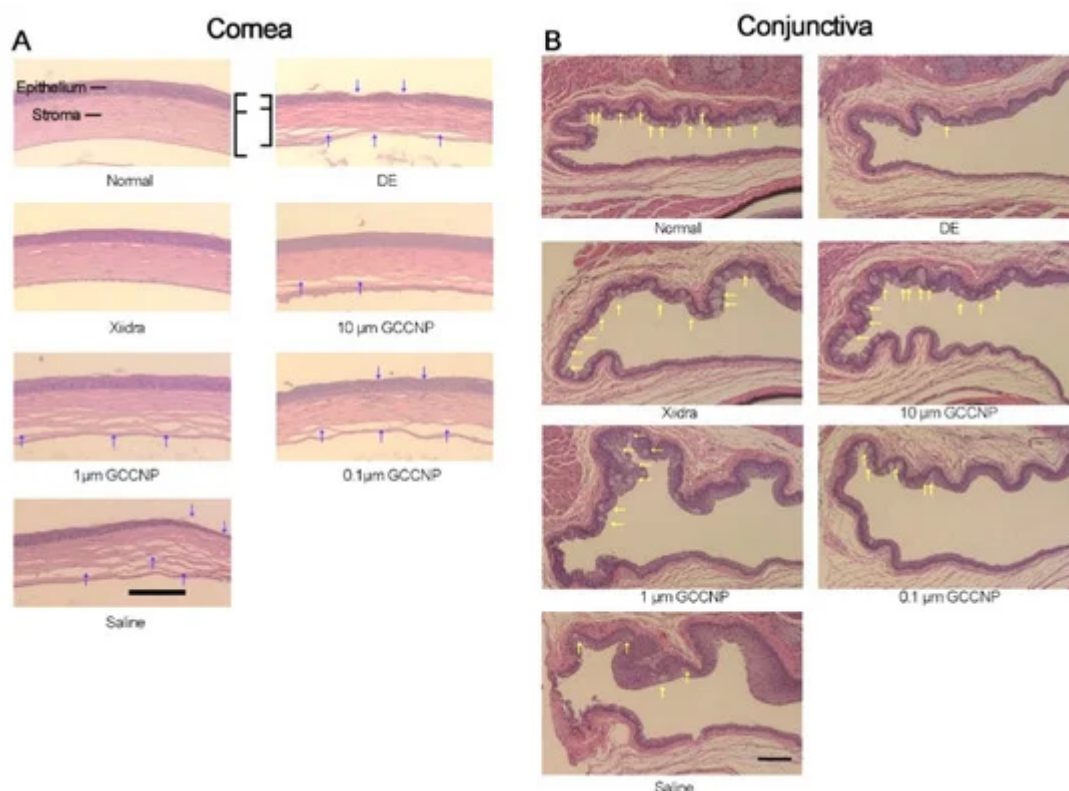 A
Cornea
Epithelium
Stroma
Normal
DE
Xiidra
10 μm GCCNP
1μm GCCNP
0.1μm GCCNP
Saline
B
Conjunctiva
Normal
DE
Xiidra
10 μm GCCNP
1 μm GCCNP
0.1 μm GCCNP
Saline